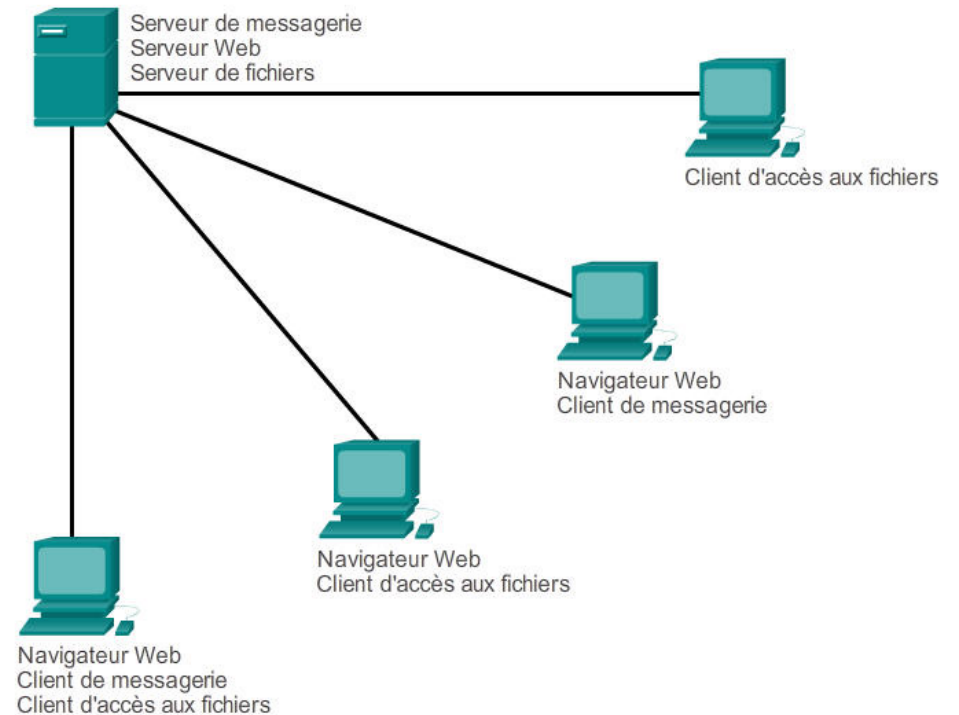 Serveur de messagerie
Serveur Web
Serveur de fichiers
Client d'accès aux fichiers
Navigateur Web
Client de messagerie
Navigateur Web
Client d'accès aux fichiers
Navigateur Web
Client de messagerie
Client d'accès aux fichiers